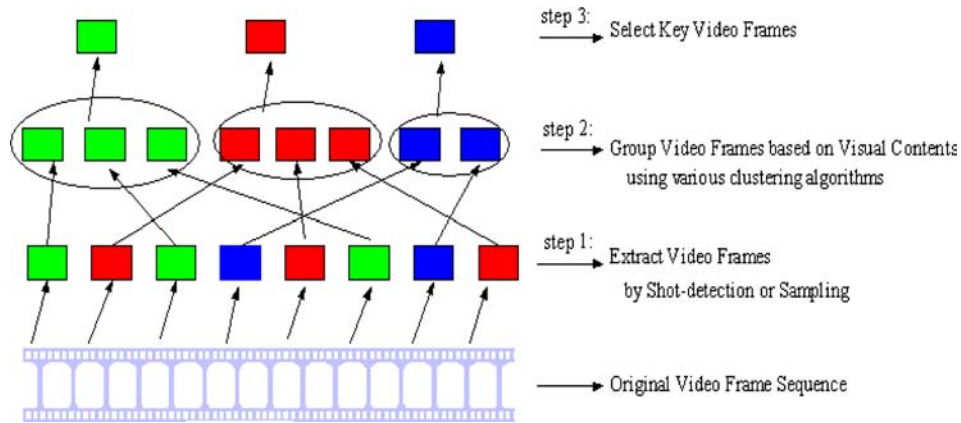 step 3:
Select Key Video Frames
step 2:
Group Video Frames based on Visual Contents
using various clustering algorithms
step 1:
Extract Video Frames
by Shot-detection or Sampling
Original Video Frame Sequence